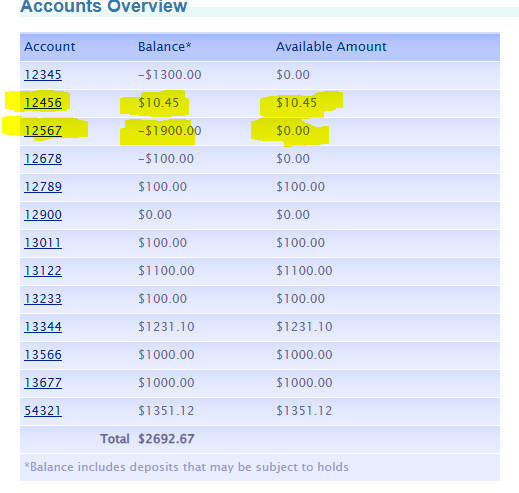 Accounts Overview
Account Balance* Available Amount
12345 -$1300.00 $0.00
12456 $10.45 $10.45
12567 -$1900.00 $0.00
12678 -$100.00 $0.00
12789 $100.00 $100.00
12900 $0.00 $0.00
13011 $100.00 $100.00
13122 $1100.00 $1100.00
13233 $100.00 $100.00
13344 $1231.10 $1231.10
13566 $1000.00 $1000.00
13677 $1000.00 $1000.00
54321 $1351.12 $1351.12
Total $2692.67
*Balance includes deposits that may be subject to holds